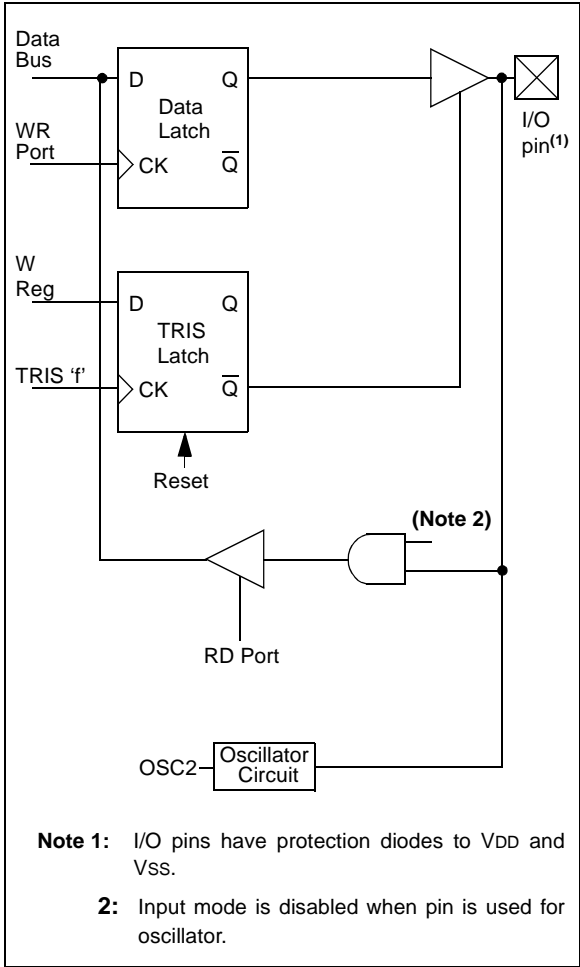 Data
Bus
D Q
Data
Latch
WR
Port
CK Q̅
I/O
pin(1)
W
Reg
D Q
TRIS
Latch
TRIS ‘f’
CK Q̅
Reset
(Note 2)
RD Port
OSC2
Oscillator
Circuit
Note 1: I/O pins have protection diodes to VDD and
VSS.
2: Input mode is disabled when pin is used for
oscillator.